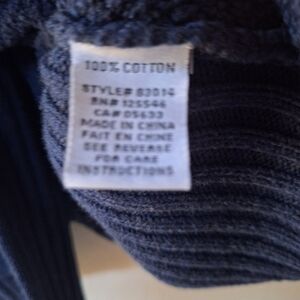 100% COTTON
STYLE# 83014
RN# 125546
CA# 05633
MADE IN CHINA
FAIT EN CHINE
SEE REVERSE
FOR CARE
INSTRUCTIONS